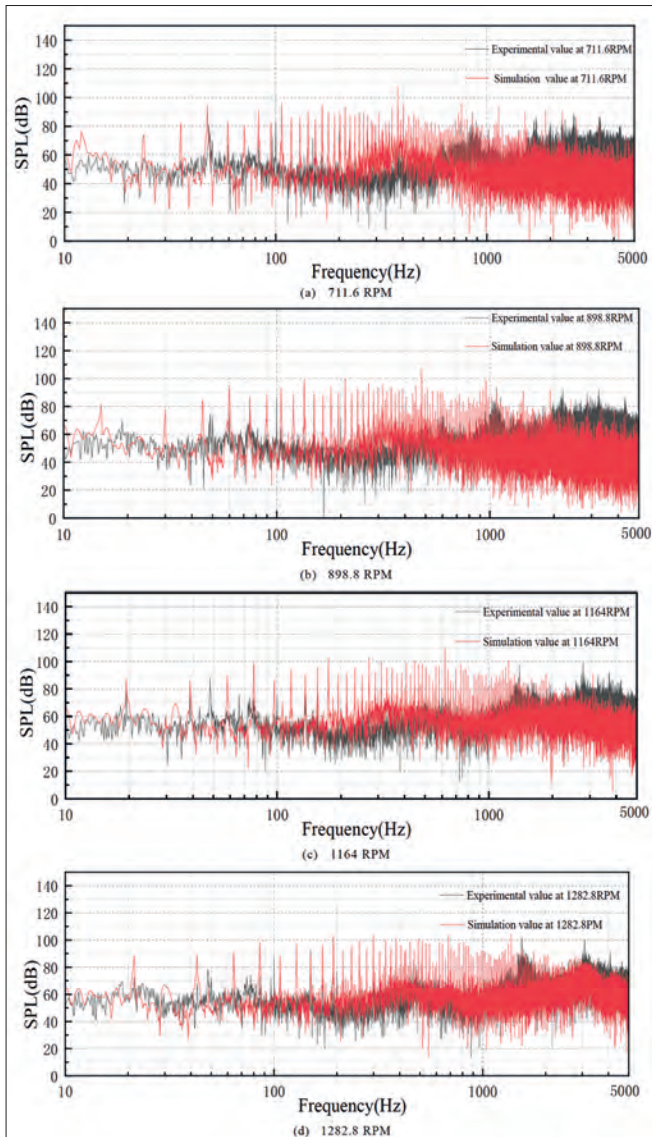 140
120
100
80
60
40
20
0
SPL(dB)
Experimental value at 711.6RPM
Simulation value at 711.6RPM
10
100
1000
5000
Frequency(Hz)
(a) 711.6 RPM
140
120
100
80
60
40
20
0
SPL(dB)
Experimental value at 898.8RPM
Simulation value at 898.8RPM
10
100
1000
5000
Frequency(Hz)
(b) 898.8 RPM
140
120
100
80
60
40
20
0
SPL(dB)
Experimental value at 1164RPM
Simulation value at 1164RPM
10
100
1000
5000
Frequency(Hz)
(c) 1164 RPM
140
120
100
80
60
40
20
0
SPL(dB)
Experimental value at 1282.8RPM
Simulation value at 1282.8PM
10
100
1000
5000
Frequency(Hz)
(d) 1282.8 RPM